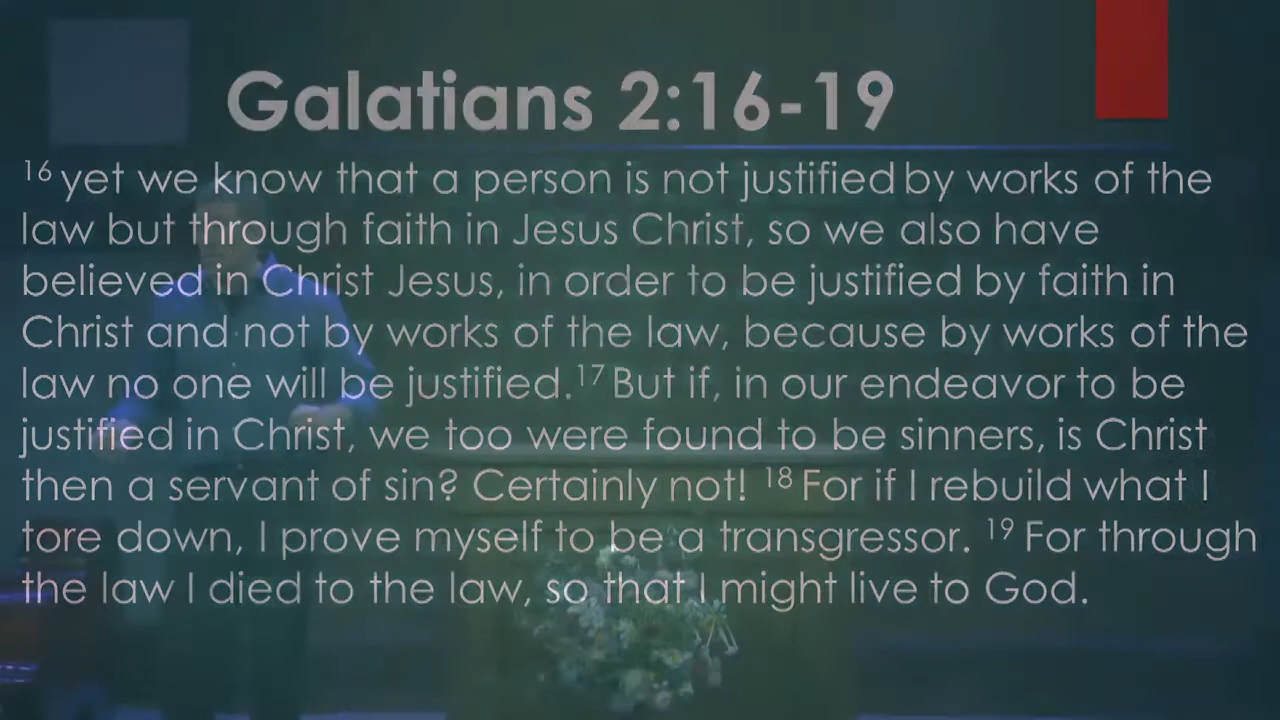 Galatians 2:16-19
16 yet we know that a person is not justified by works of the
law but through faith in Jesus Christ, so we also have
believed in Christ Jesus, in order to be justified by faith in
Christ and not by works of the law, because by works of the
law no one will be justified. 17 But if, in our endeavor to be
justified in Christ, we too were found to be sinners, is Christ
then a servant of sin? Certainly not! 18 For if I rebuild what I
tore down, I prove myself to be a transgressor. 19 For through
the law I died to the law, so that I might live to God.